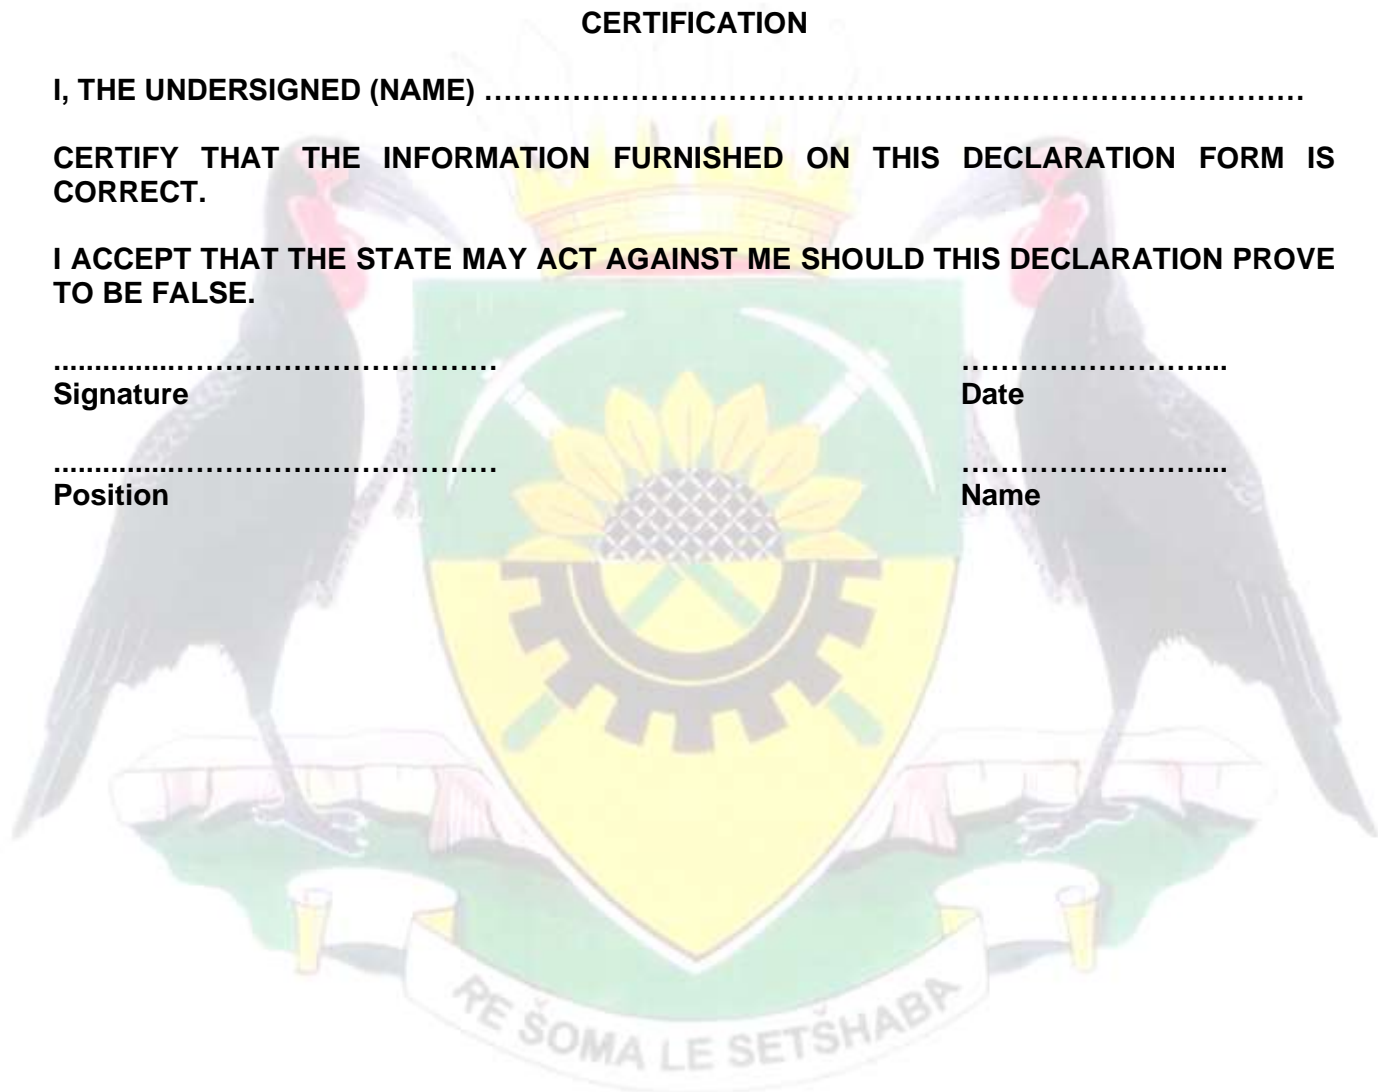 CERTIFICATION
I, THE UNDERSIGNED (NAME) ……………………………………………………………………………
CERTIFY THAT THE INFORMATION FURNISHED ON THIS DECLARATION FORM IS
CORRECT.
I ACCEPT THAT THE STATE MAY ACT AGAINST ME SHOULD THIS DECLARATION PROVE
TO BE FALSE.
...............…………………………… ……………………...
Signature Date
...............…………………………… ……………………...
Position Name
RE ŠOMA LE SETŠHABA